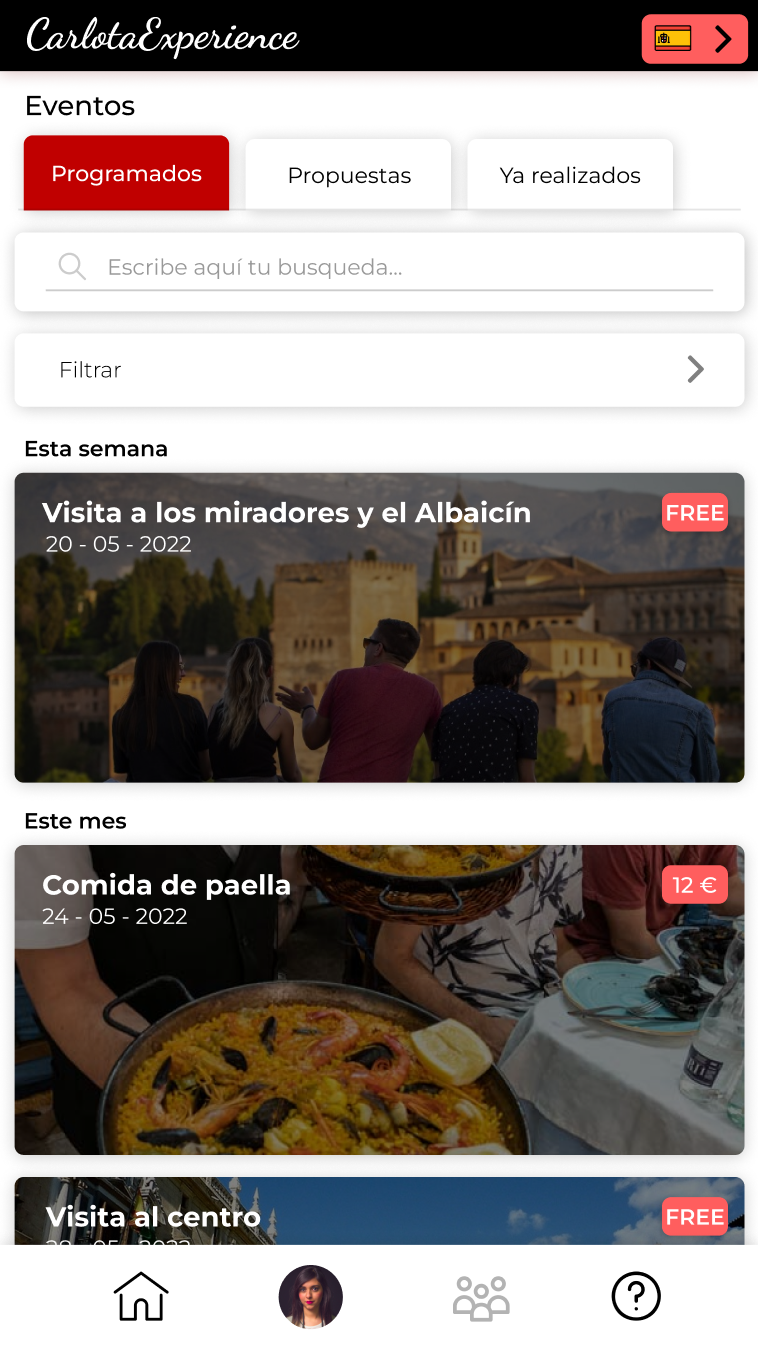 CarlotaExperience
Eventos
Programados
Propuestas
Ya realizados
Escribe aquí tu busqueda...
Filtrar
Esta semana
Visita a los miradores y el Albaicín
FREE
20 - 05 - 2022
Este mes
Comida de paella
12 €
24 - 05 - 2022
Visita al centro
FREE